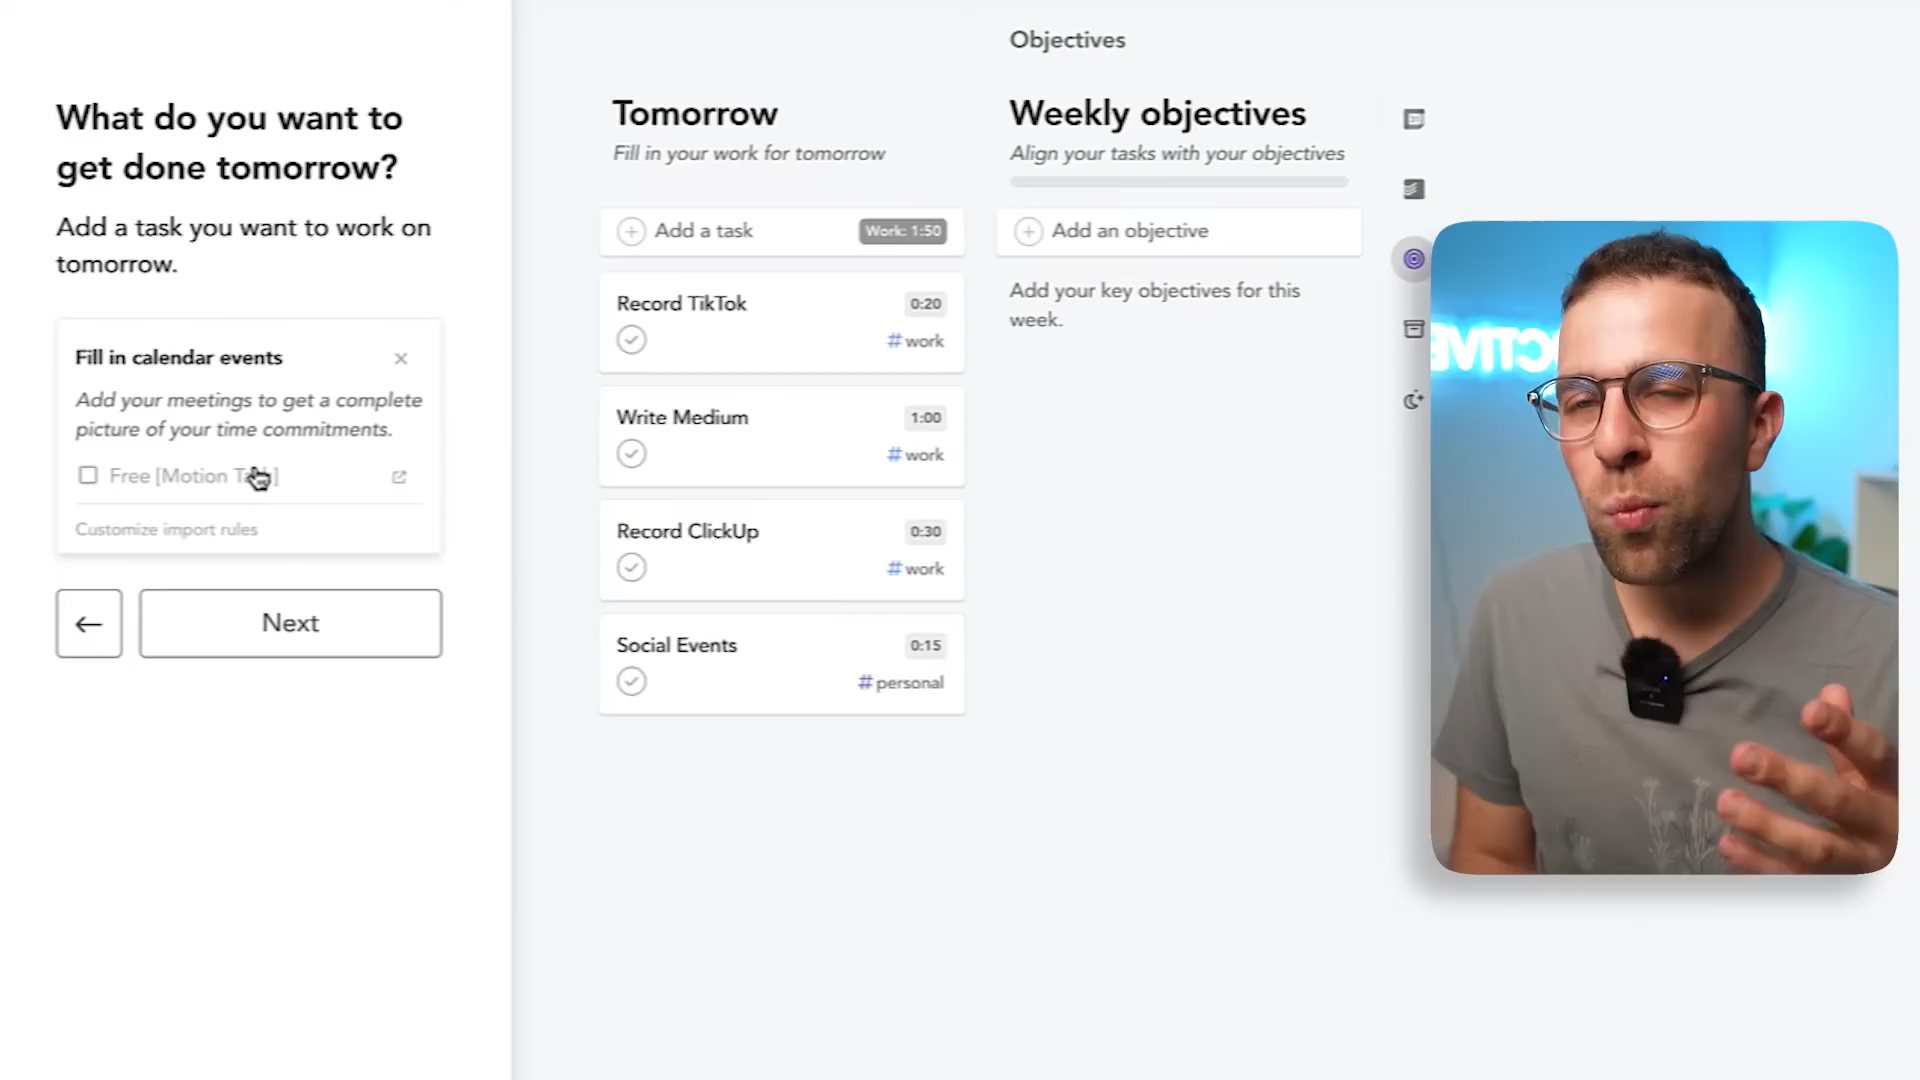 What do you want to
get done tomorrow?
Add a task you want to work on
tomorrow.
Fill in calendar events
Add your meetings to get a complete
picture of your time commitments.
Free [Motion T ]
Customize import rules
Next
Tomorrow
Fill in your work for tomorrow
Add a task
Work: 1:50
Record TikTok
0:20
#work
Write Medium
1:00
#work
Record ClickUp
0:30
#work
Social Events
0:15
#personal
Objectives
Weekly objectives
Align your tasks with your objectives
Add an objective
Add your key objectives for this
week.